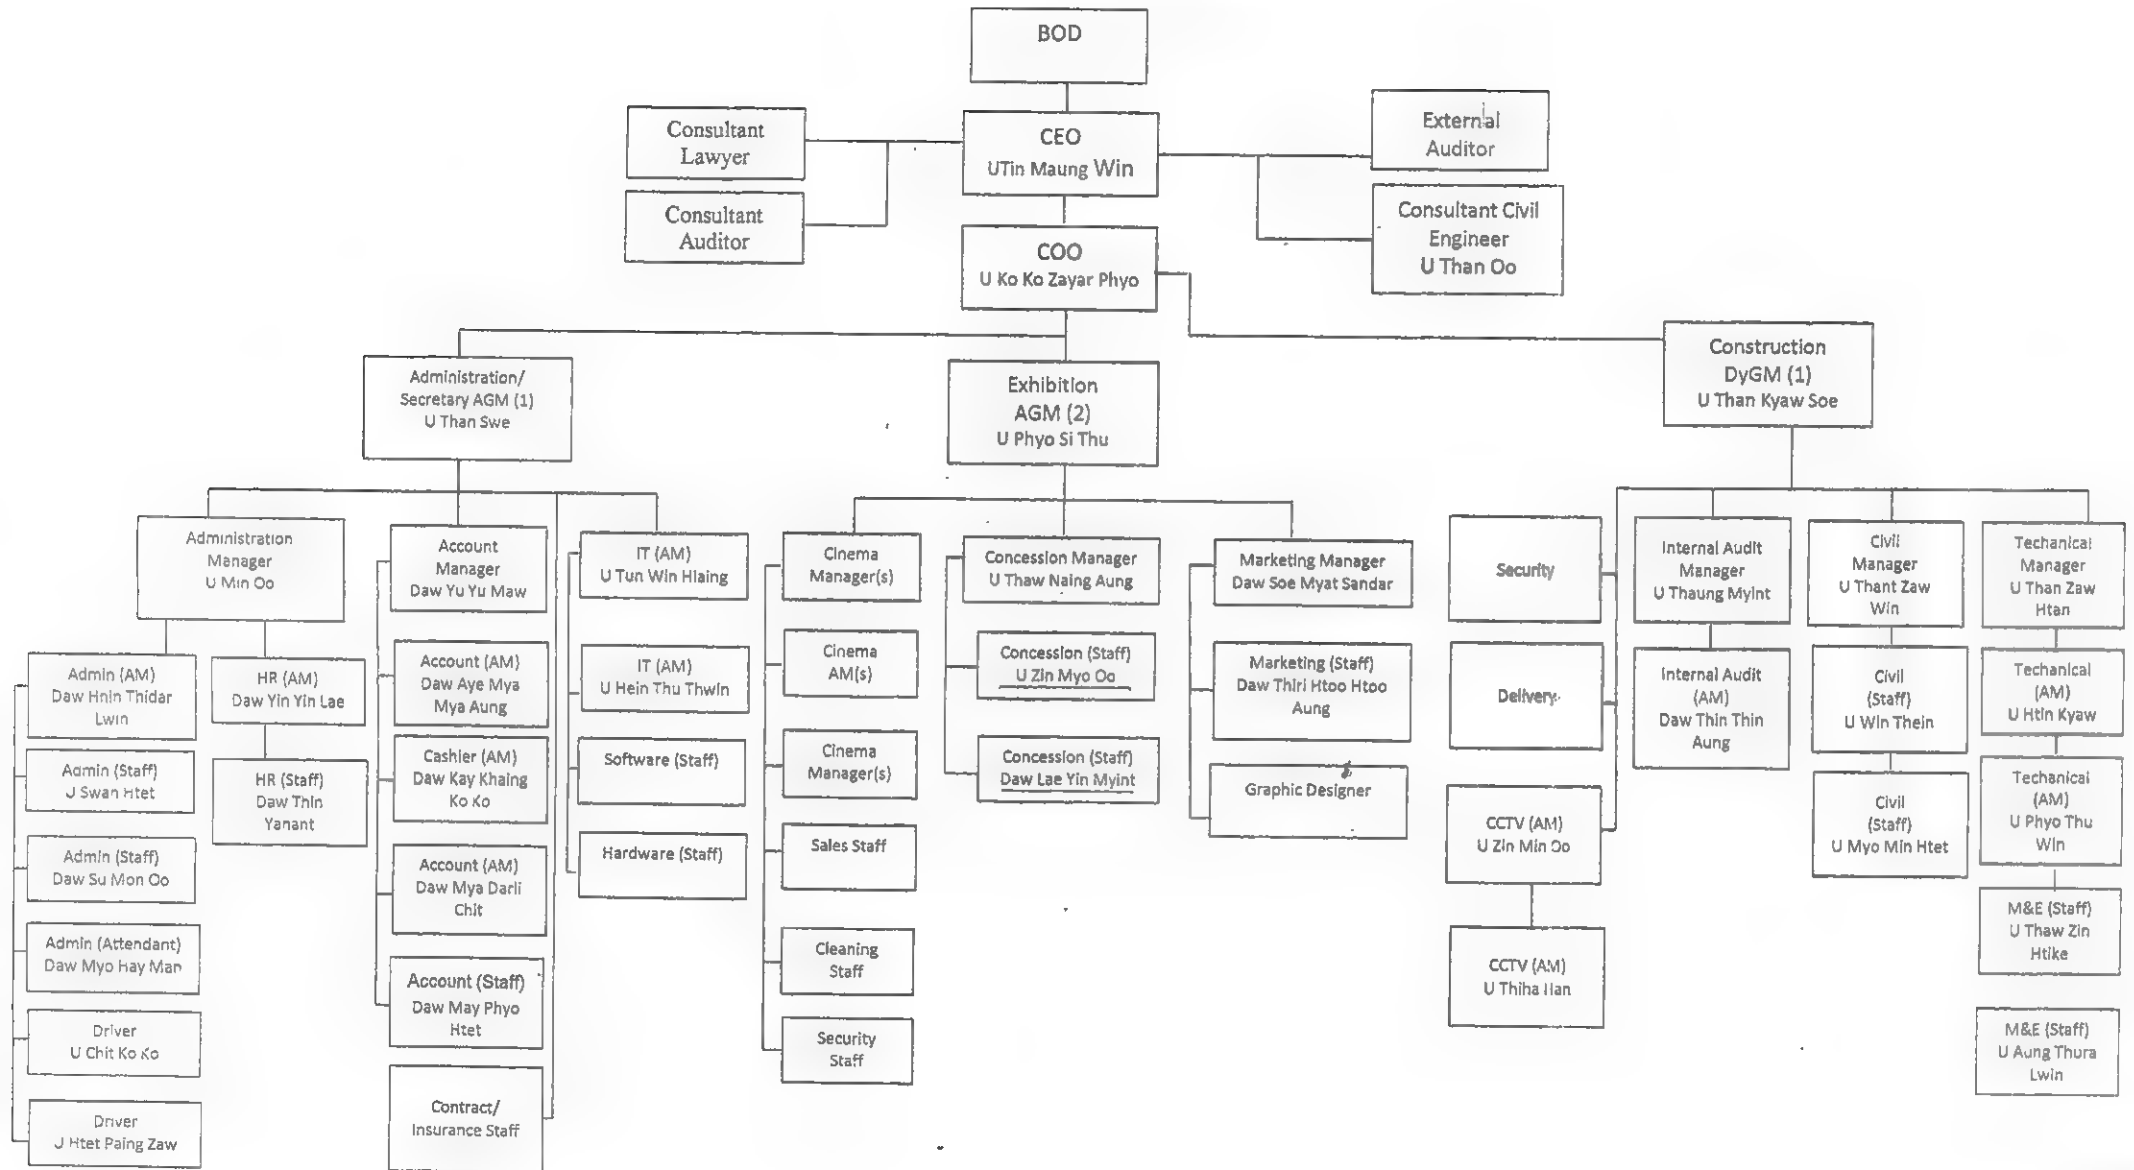 BOD
Consultant
Lawyer
CEO
UTin Maung Win
External
Auditor
Consultant
Auditor
COO
U Ko Ko Zayar Phyo
Consultant Civil
Engineer
U Than Oo
Administration/
Secretary AGM (1)
U Than Swe
Exhibition
AGM (2)
U Phyo Si Thu
Construction
DyGM (1)
U Than Kyaw Soe
Administration
Manager
U Min Oo
Admin (AM)
Daw Hnin Thidar
Lwin
Admin (Staff)
U Swan Htet
Admin (Staff)
Daw Su Mon Oo
Admin (Attendant)
Daw Myo Hay Man
Driver
U Chit Ko Ko
Driver
U Htet Paing Zaw
HR (AM)
Daw Yin Yin Lae
HR (Staff)
Daw Thin
Yanant
Account
Manager
Daw Yu Yu Maw
Account (AM)
Daw Aye Mya
Mya Aung
Cashier (AM)
Daw Kay Khaing
Ko Ko
Account (AM)
Daw Mya Darli
Chit
Account (Staff)
Daw May Phyo
Htet
Contract/
Insurance Staff
IT (AM)
U Tun Win Hlaing
IT (AM)
U Hein Thu Thwin
Software (Staff)
Hardware (Staff)
Cinema
Manager(s)
Cinema
AM(s)
Cinema
Manager(s)
Sales Staff
Cleaning
Staff
Security
Staff
Concession Manager
U Thaw Naing Aung
Concession (Staff)
U Zin Myo Oo
Concession (Staff)
Daw Lae Yin Myint
Marketing Manager
Daw Soe Myat Sandar
Marketing (Staff)
Daw Thiri Htoo Htoo
Aung
Graphic Designer
Security
Delivery
CCTV (AM)
U Zin Min Oo
CCTV (AM)
U Thiha Han
Internal Audit
Manager
U Thaung Myint
Internal Audit
(AM)
Daw Thin Thin
Aung
Civil
Manager
U Thant Zaw
Win
Civil
(Staff)
U Win Thein
Civil
(Staff)
U Myo Min Htet
Techanical
Manager
U Than Zaw
Htan
Techanical
(AM)
U Htin Kyaw
Techanical
(AM)
U Phyo Thu
Win
M&E (Staff)
U Thaw Zin
Htike
M&E (Staff)
U Aung Thura
Lwin